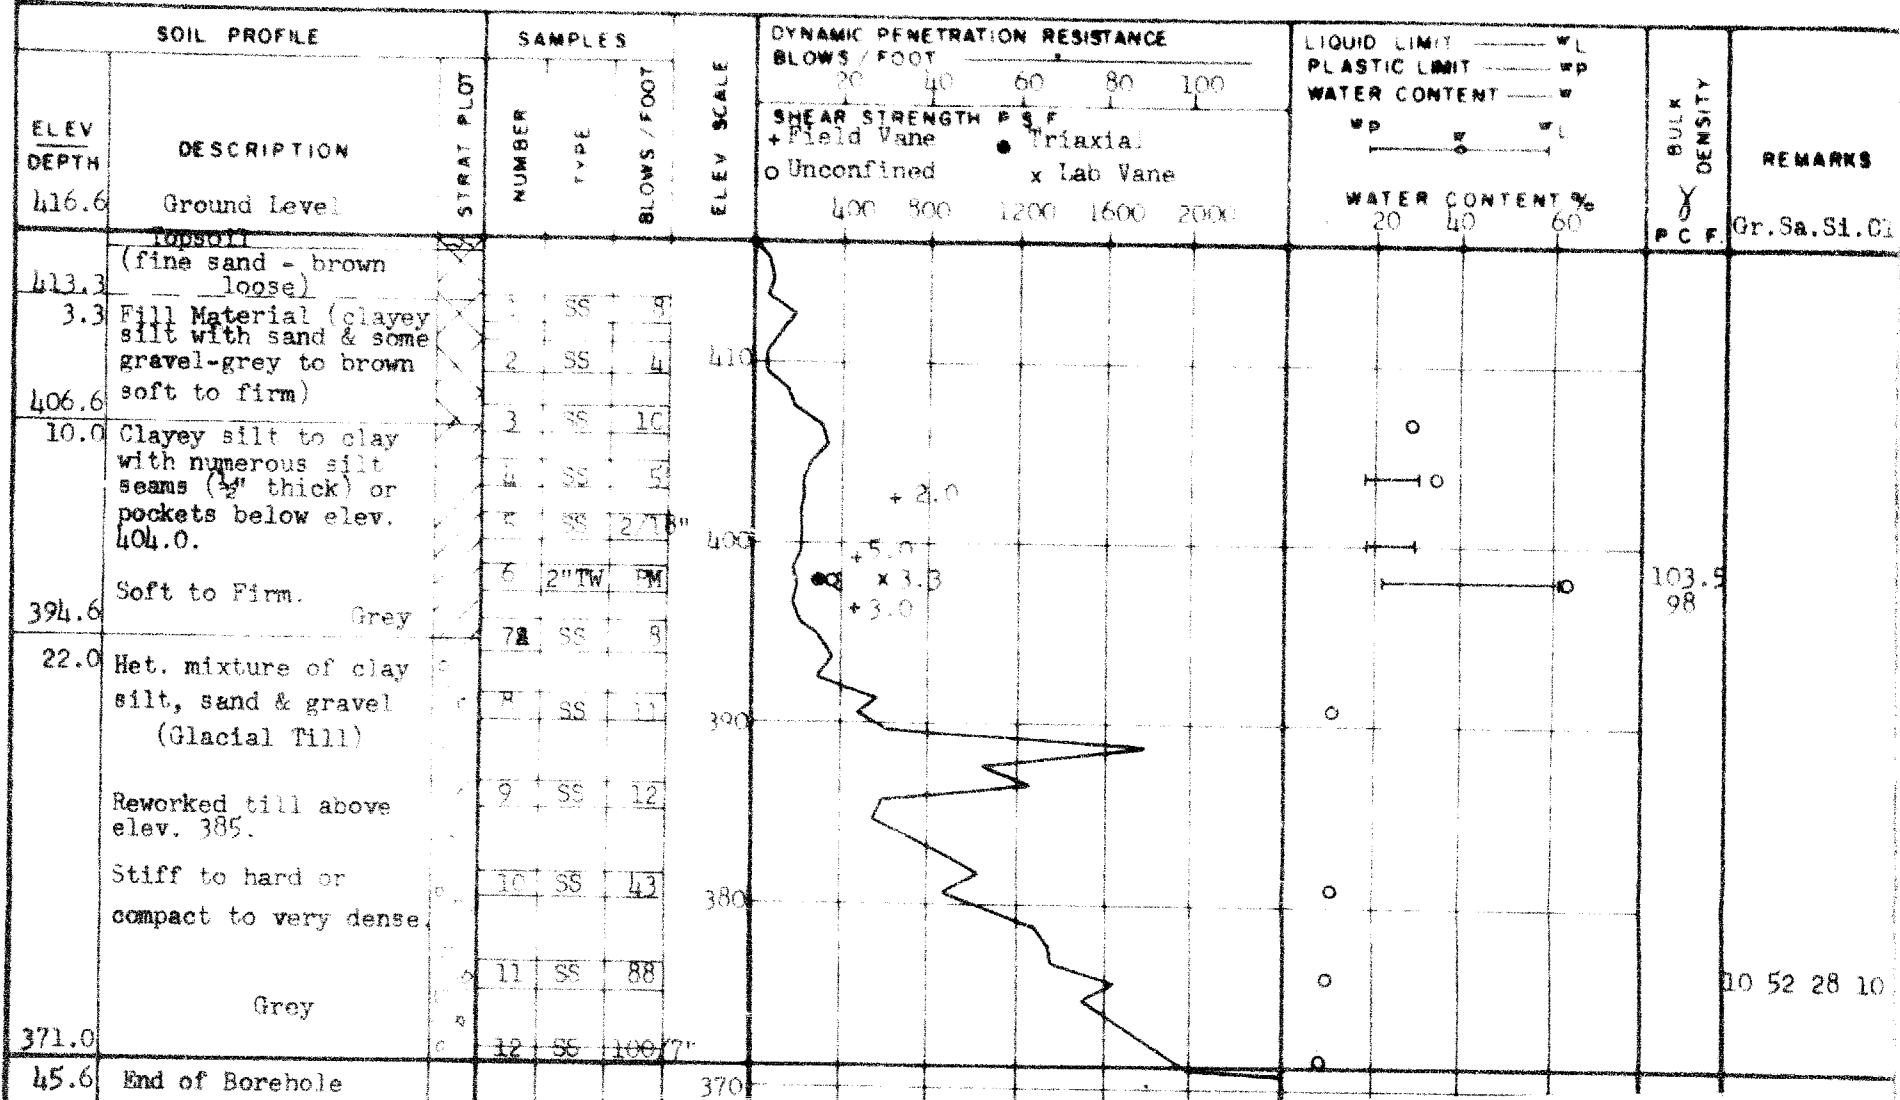 SOIL PROFILE
SAMPLES
DYNAMIC PENETRATION RESISTANCE
BLOWS / FOOT
20 40 60 80 100
LIQUID LIMIT wL
PLASTIC LIMIT wp
WATER CONTENT w
wp w wL
WATER CONTENT %
20 40 60
ELEV
DEPTH
DESCRIPTION
STRAT PLOT
NUMBER
TYPE
BLOWS / FOOT
ELEV SCALE
SHEAR STRENGTH P S F
+ Field Vane ● Triaxial
o Unconfined x Lab Vane
400 800 1200 1600 2000
BULK DENSITY
γ
P C F
REMARKS
Gr.Sa.Si.Cl
416.6 Ground Level
Topsoil
(fine sand - brown
413.3 loose)
SS 8
3.3 Fill Material (clayey
silt with sand & some
gravel-grey to brown 2 SS 4 410
soft to firm)
406.6
3 SS 10
10.0 Clayey silt to clay
with numerous silt
seams (½" thick) or 4 SS 5
+ 2.0
pockets below elev. 5 SS 2/18"
404.0. 400
+5.0
6 2"TW PM x 3.3 103.5
Soft to Firm. 98
394.6 Grey +3.0
7 SS 8
22.0 Het. mixture of clay
silt, sand & gravel 8 SS 11
390
(Glacial Till)
Reworked till above 9 SS 12
elev. 385.
Stiff to hard or 10 SS 43
380
compact to very dense.
11 SS 88 10 52 28 10
Grey
371.0 12 SS 100/7"
45.6 End of Borehole 370